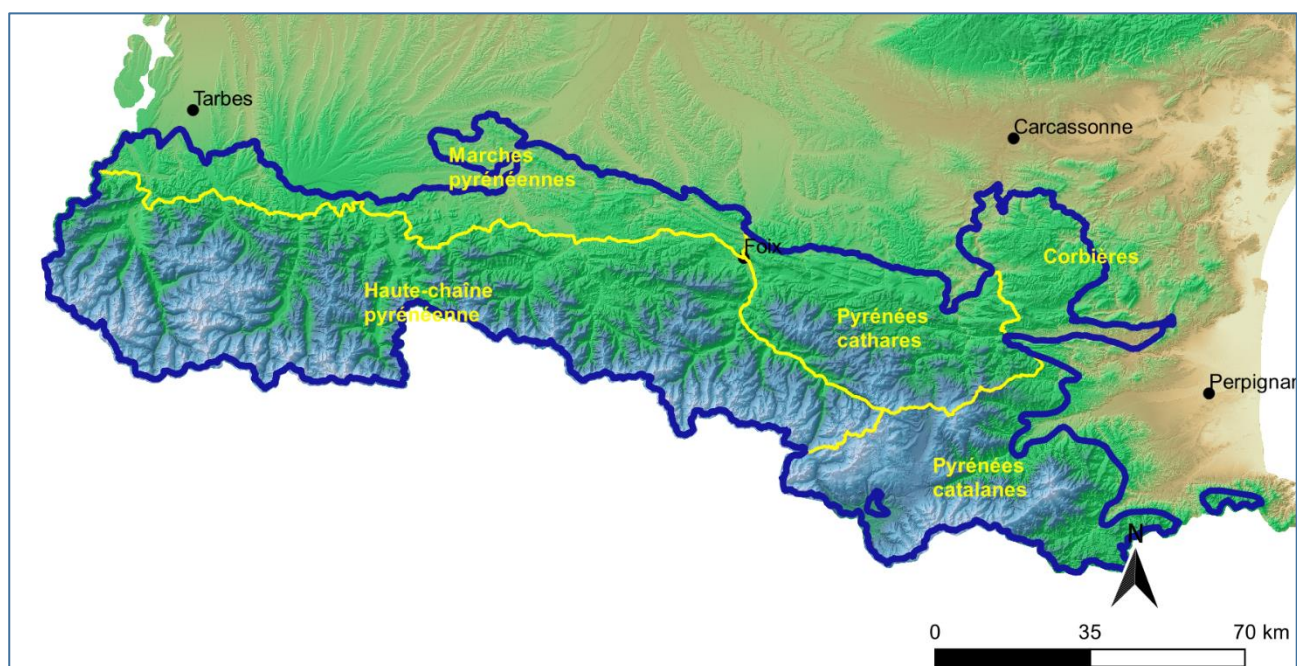 Tarbes
Carcassonne
Marches
pyrénéennes
Foix
Corbières
Haute-chaîne
pyrénéenne
Pyrénées
cathares
Perpignan
Pyrénées
catalanes
N
0 35 70 km